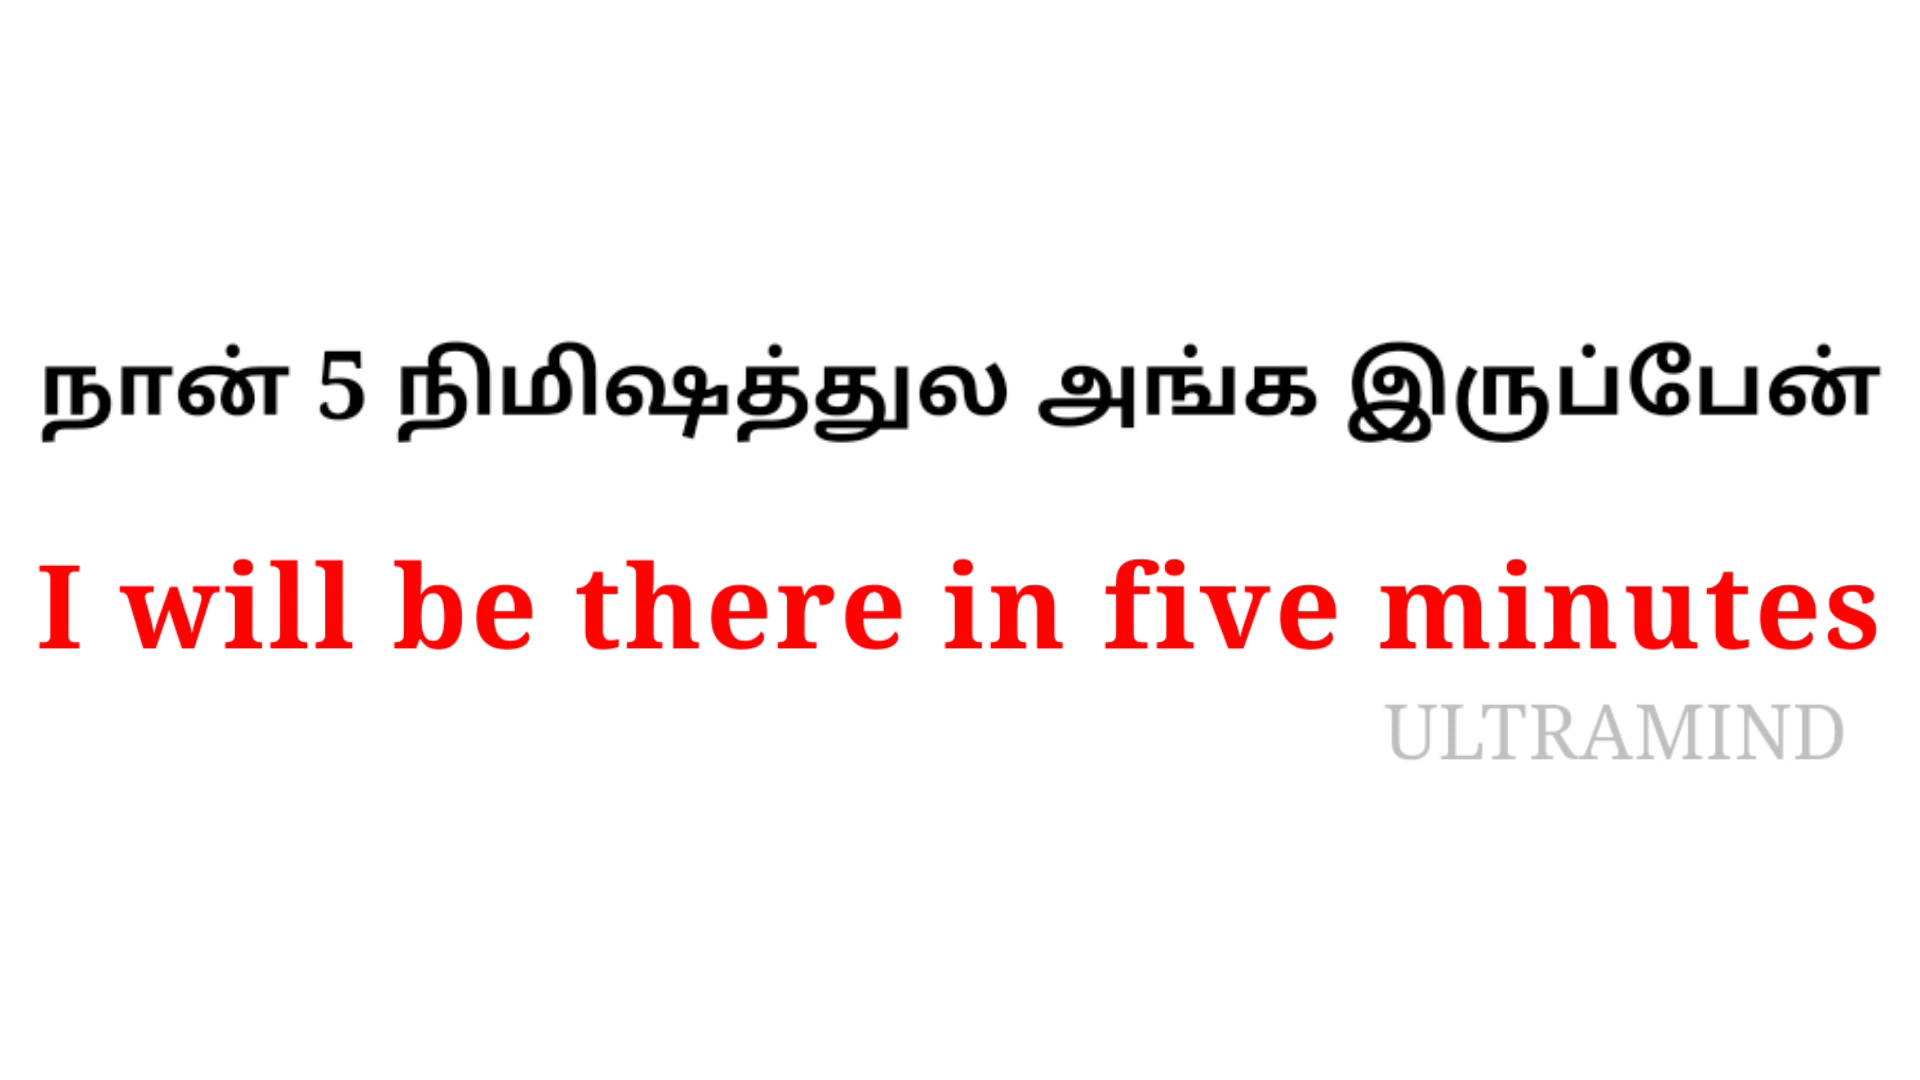 நான் 5 நிமிஷத்துல அங்க இருப்பேன்
I will be there in five minutes
ULTRAMIND